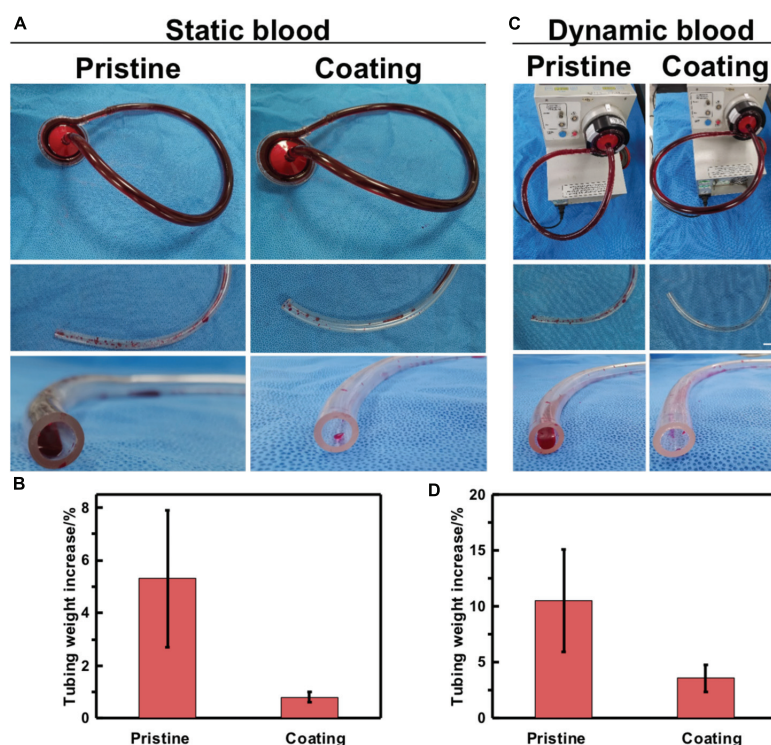 A
Static blood
Pristine
Coating
C
Dynamic blood
Pristine
Coating
B
Tubing weight increase/%
8
6
4
2
0
Pristine
Coating
D
Tubing weight increase/%
20
15
10
5
0
Pristine
Coating